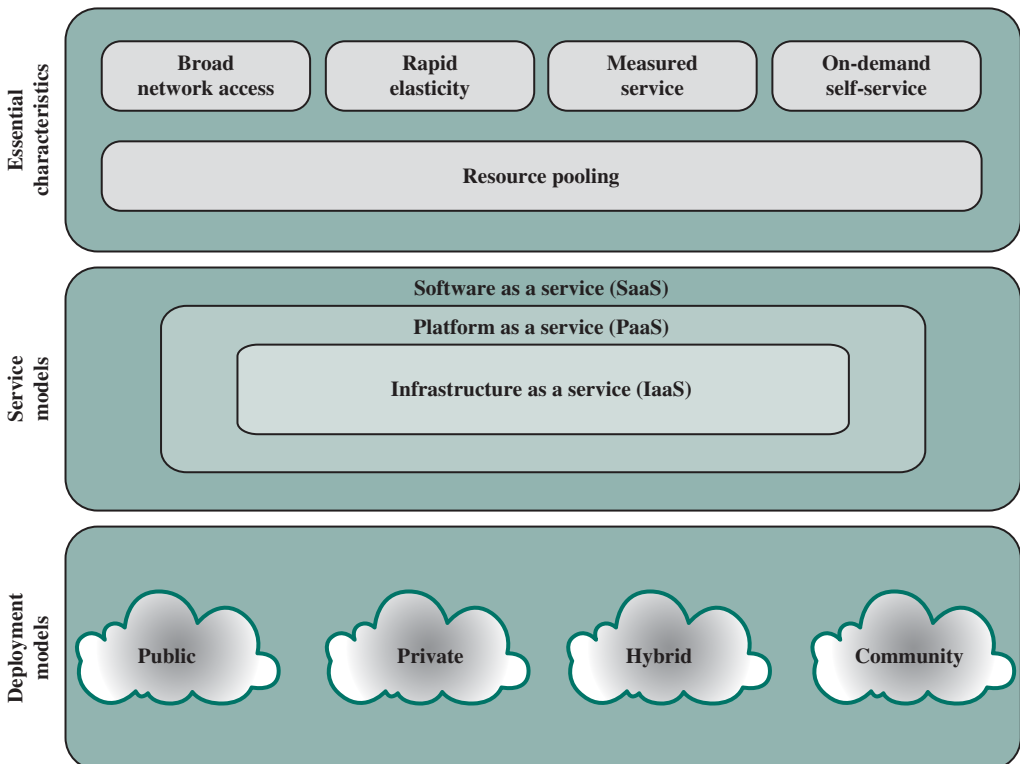 Essential
characteristics
Broad
network access
Rapid
elasticity
Measured
service
On-demand
self-service
Resource pooling
Service
models
Software as a service (SaaS)
Platform as a service (PaaS)
Infrastructure as a service (IaaS)
Deployment
models
Public
Private
Hybrid
Community